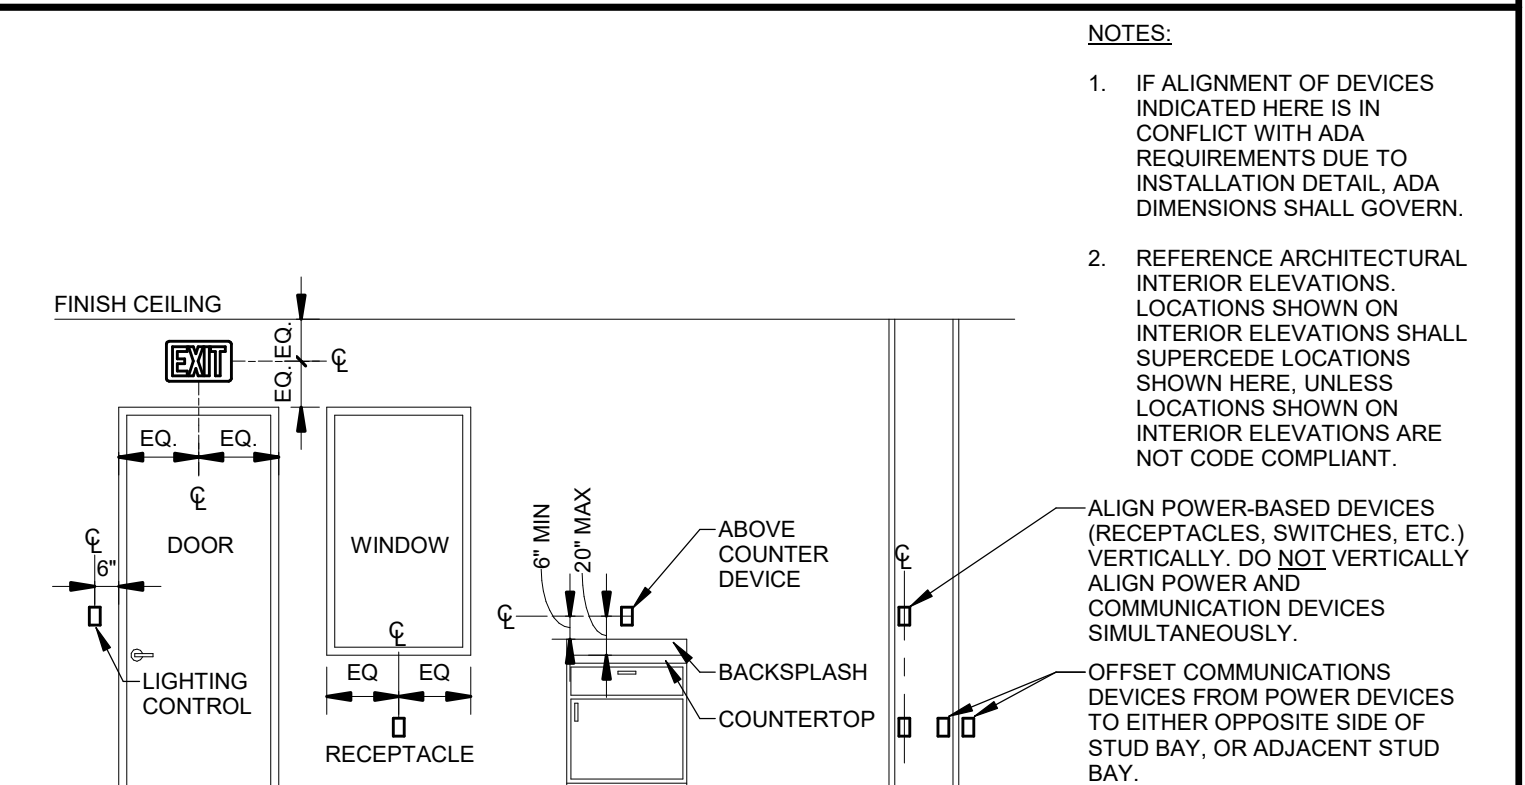 NOTES:
1. IF ALIGNMENT OF DEVICES
INDICATED HERE IS IN
CONFLICT WITH ADA
REQUIREMENTS DUE TO
INSTALLATION DETAIL, ADA
DIMENSIONS SHALL GOVERN.
2. REFERENCE ARCHITECTURAL
INTERIOR ELEVATIONS.
LOCATIONS SHOWN ON
INTERIOR ELEVATIONS SHALL
SUPERCEDE LOCATIONS
SHOWN HERE, UNLESS
LOCATIONS SHOWN ON
INTERIOR ELEVATIONS ARE
NOT CODE COMPLIANT.
FINISH CEILING
EXIT
EQ.
EQ.
℄
EQ.
EQ.
℄
℄
6"
DOOR
LIGHTING
CONTROL
WINDOW
℄
EQ
EQ
RECEPTACLE
6" MIN
20" MAX
℄
ABOVE
COUNTER
DEVICE
BACKSPLASH
COUNTERTOP
℄
ALIGN POWER-BASED DEVICES
(RECEPTACLES, SWITCHES, ETC.)
VERTICALLY. DO NOT VERTICALLY
ALIGN POWER AND
COMMUNICATION DEVICES
SIMULTANEOUSLY.
OFFSET COMMUNICATIONS
DEVICES FROM POWER DEVICES
TO EITHER OPPOSITE SIDE OF
STUD BAY, OR ADJACENT STUD
BAY.